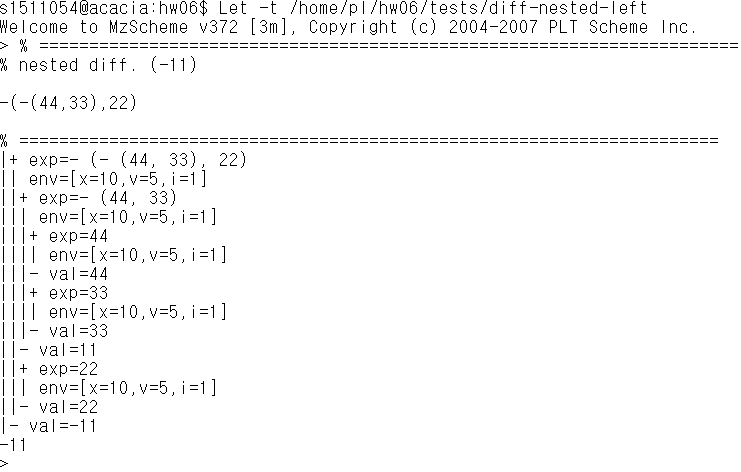 s1511054@acacia:hw06$ Let -t /home/pl/hw06/tests/diff-nested-left
Welcome to MzScheme v372 [3m], Copyright (c) 2004-2007 PLT Scheme Inc.
> % ======================================================================
% nested diff. (-11)
-(-(44,33),22)
% ======================================================================
|+ exp=- (- (44, 33), 22)
|| env=[x=10,v=5,i=1]
||+ exp=- (44, 33)
||| env=[x=10,v=5,i=1]
|||+ exp=44
|||| env=[x=10,v=5,i=1]
|||- val=44
|||+ exp=33
|||| env=[x=10,v=5,i=1]
|||- val=33
||- val=11
||+ exp=22
||| env=[x=10,v=5,i=1]
||- val=22
|- val=-11
-11
>